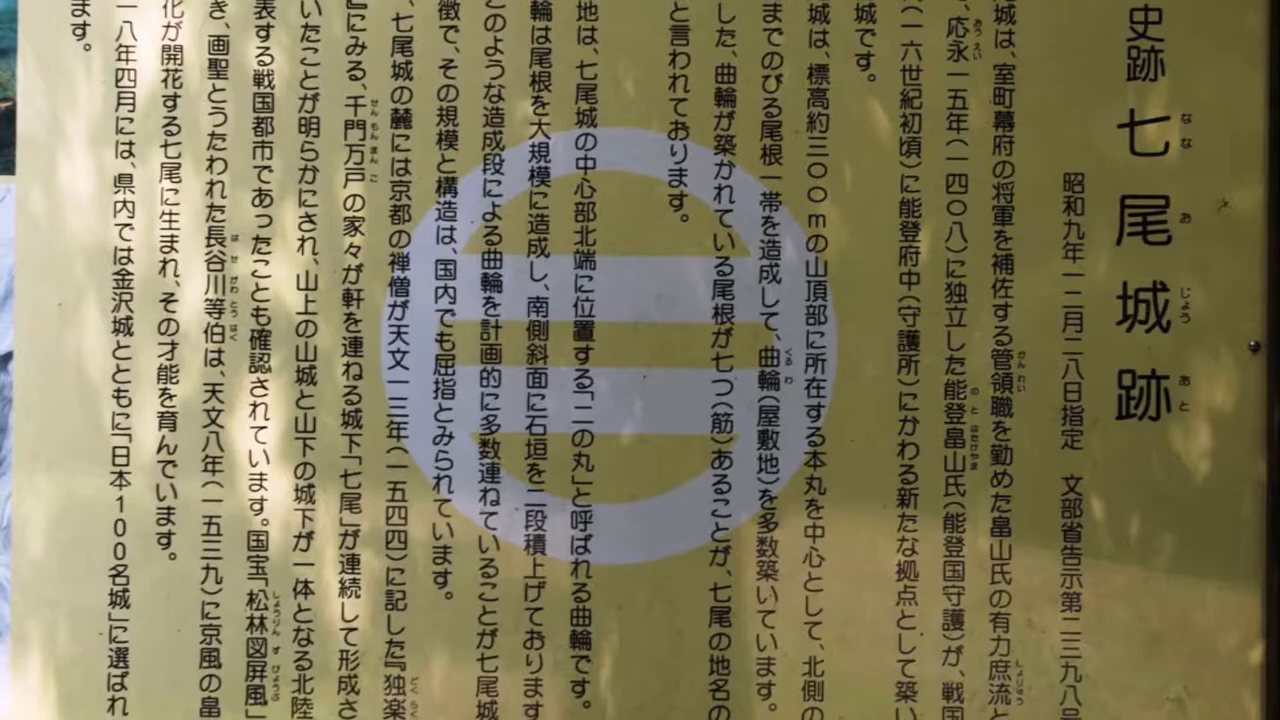 史跡 七尾城跡
昭和九年一二月二八日指定 文部省告示第二三九八号
城は、室町幕府の将軍を補佐する管領職を勤めた畠山氏の有力庶流と
、応永一五年(一四〇八)に独立した能登畠山氏(能登国守護)が、戦国
(一六世紀初頃)に能登府中(守護所)にかわる新たな拠点として築い
城です。
城は、標高約三〇〇mの山頂部に所在する本丸を中心として、北側の
までのびる尾根一帯を造成して、曲輪(屋敷地)を多数築いています。
した、曲輪が築かれている尾根が七つ(筋)あることが、七尾の地名の
と言われております。
地は、七尾城の中心部北端に位置する「二の丸」と呼ばれる曲輪です。
輪は尾根を大規模に造成し、南側斜面に石垣を二段積上げております
このような造成段による曲輪を計画的に多数連ねていることが七尾城
徴で、その規模と構造は、国内でも屈指とみられています。
、七尾城の麓には京都の禅僧が天文一三年(一五四四)に記した『独楽
』にみる、千門万戸の家々が軒を連ねる城下「七尾」が連続して形成さ
いたことが明らかにされ、山上の山城と山下の城下が一体となる北陸
表する戦国都市であったことも確認されています。国宝「松林図屏風」
き、画聖とうたわれた長谷川等伯は、天文八年(一五三九)に京風の畠
化が開花する七尾に生まれ、その才能を育んでいます。
一八年四月には、県内では金沢城とともに「日本100名城」に選ばれ
ます。